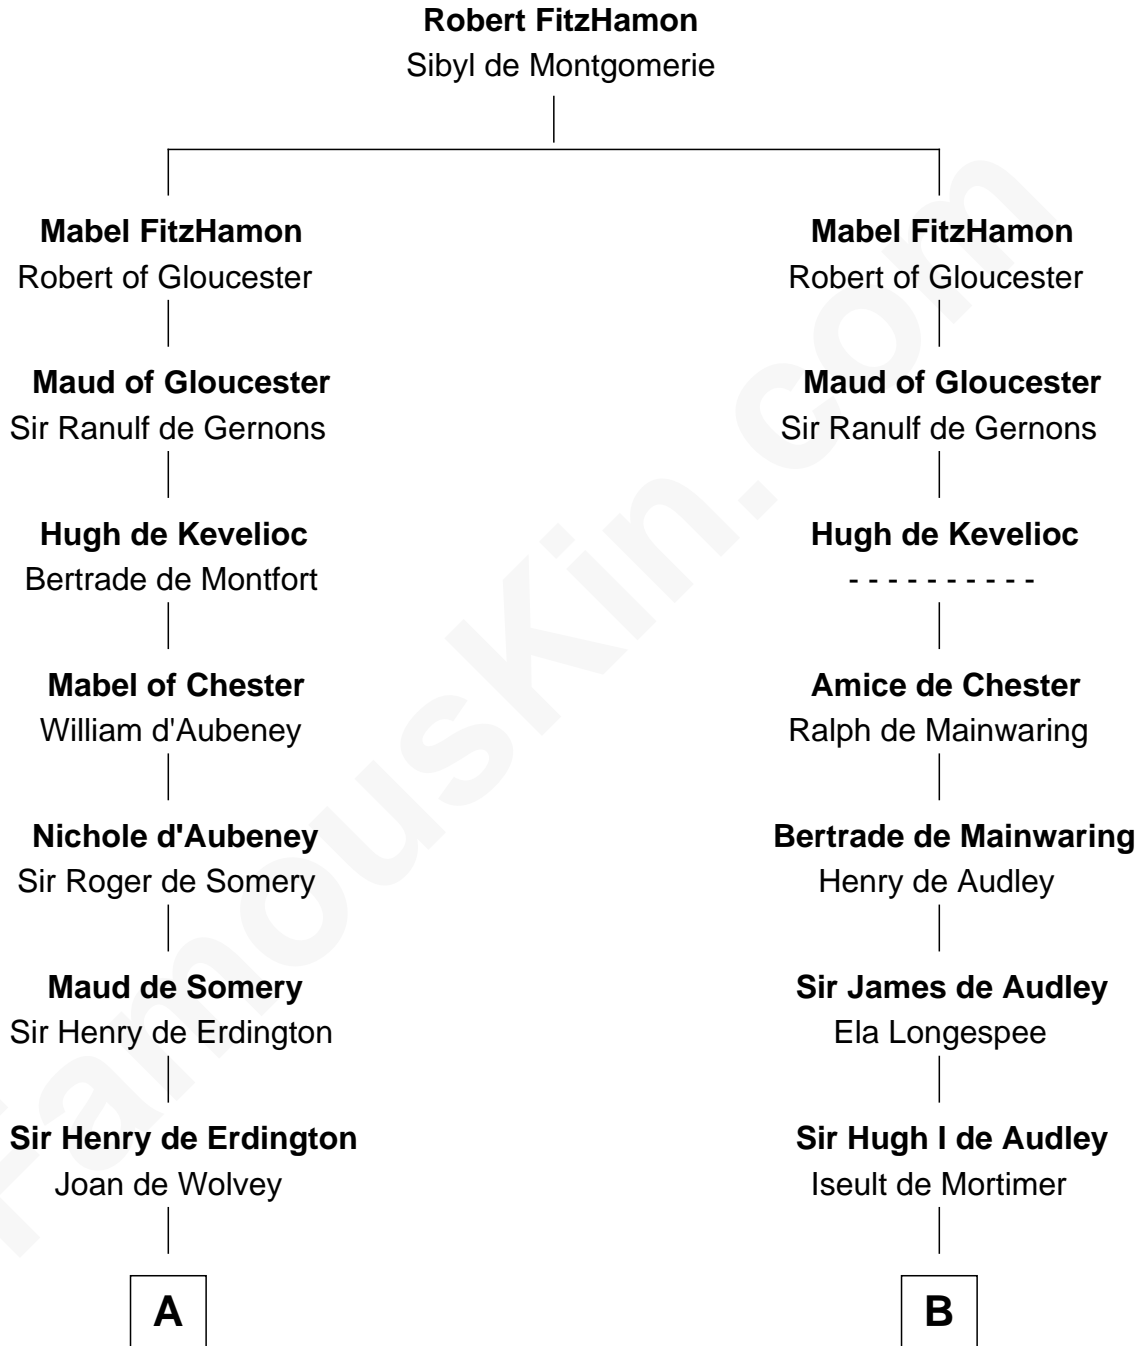 Robert FitzHamon
Sibyl de Montgomerie
Mabel FitzHamon
Robert of Gloucester
Maud of Gloucester
Sir Ranulf de Gernons
Hugh de Kevelioc
Bertrade de Montfort
Mabel of Chester
William d'Aubeney
Nichole d'Aubeney
Sir Roger de Somery
Maud de Somery
Sir Henry de Erdington
Sir Henry de Erdington
Joan de Wolvey
A
Mabel FitzHamon
Robert of Gloucester
Maud of Gloucester
Sir Ranulf de Gernons
Hugh de Kevelioc
- - - - - - - - - -
Amice de Chester
Ralph de Mainwaring
Bertrade de Mainwaring
Henry de Audley
Sir James de Audley
Ela Longespee
Sir Hugh I de Audley
Iseult de Mortimer
B
FamousKin.com